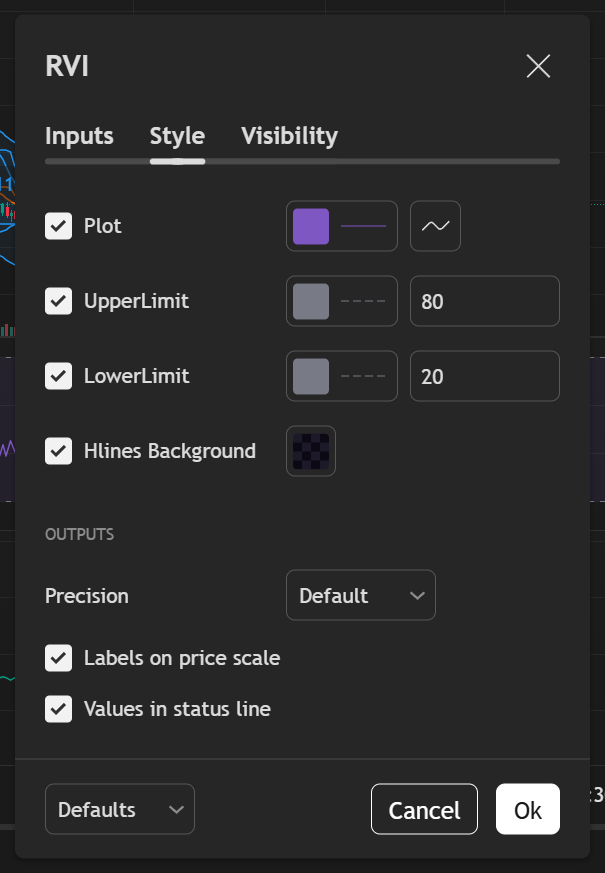 RVI
Inputs Style Visibility
Plot
UpperLimit 80
LowerLimit 20
Hlines Background
OUTPUTS
Precision Default
Labels on price scale
Values in status line
Defaults Cancel Ok